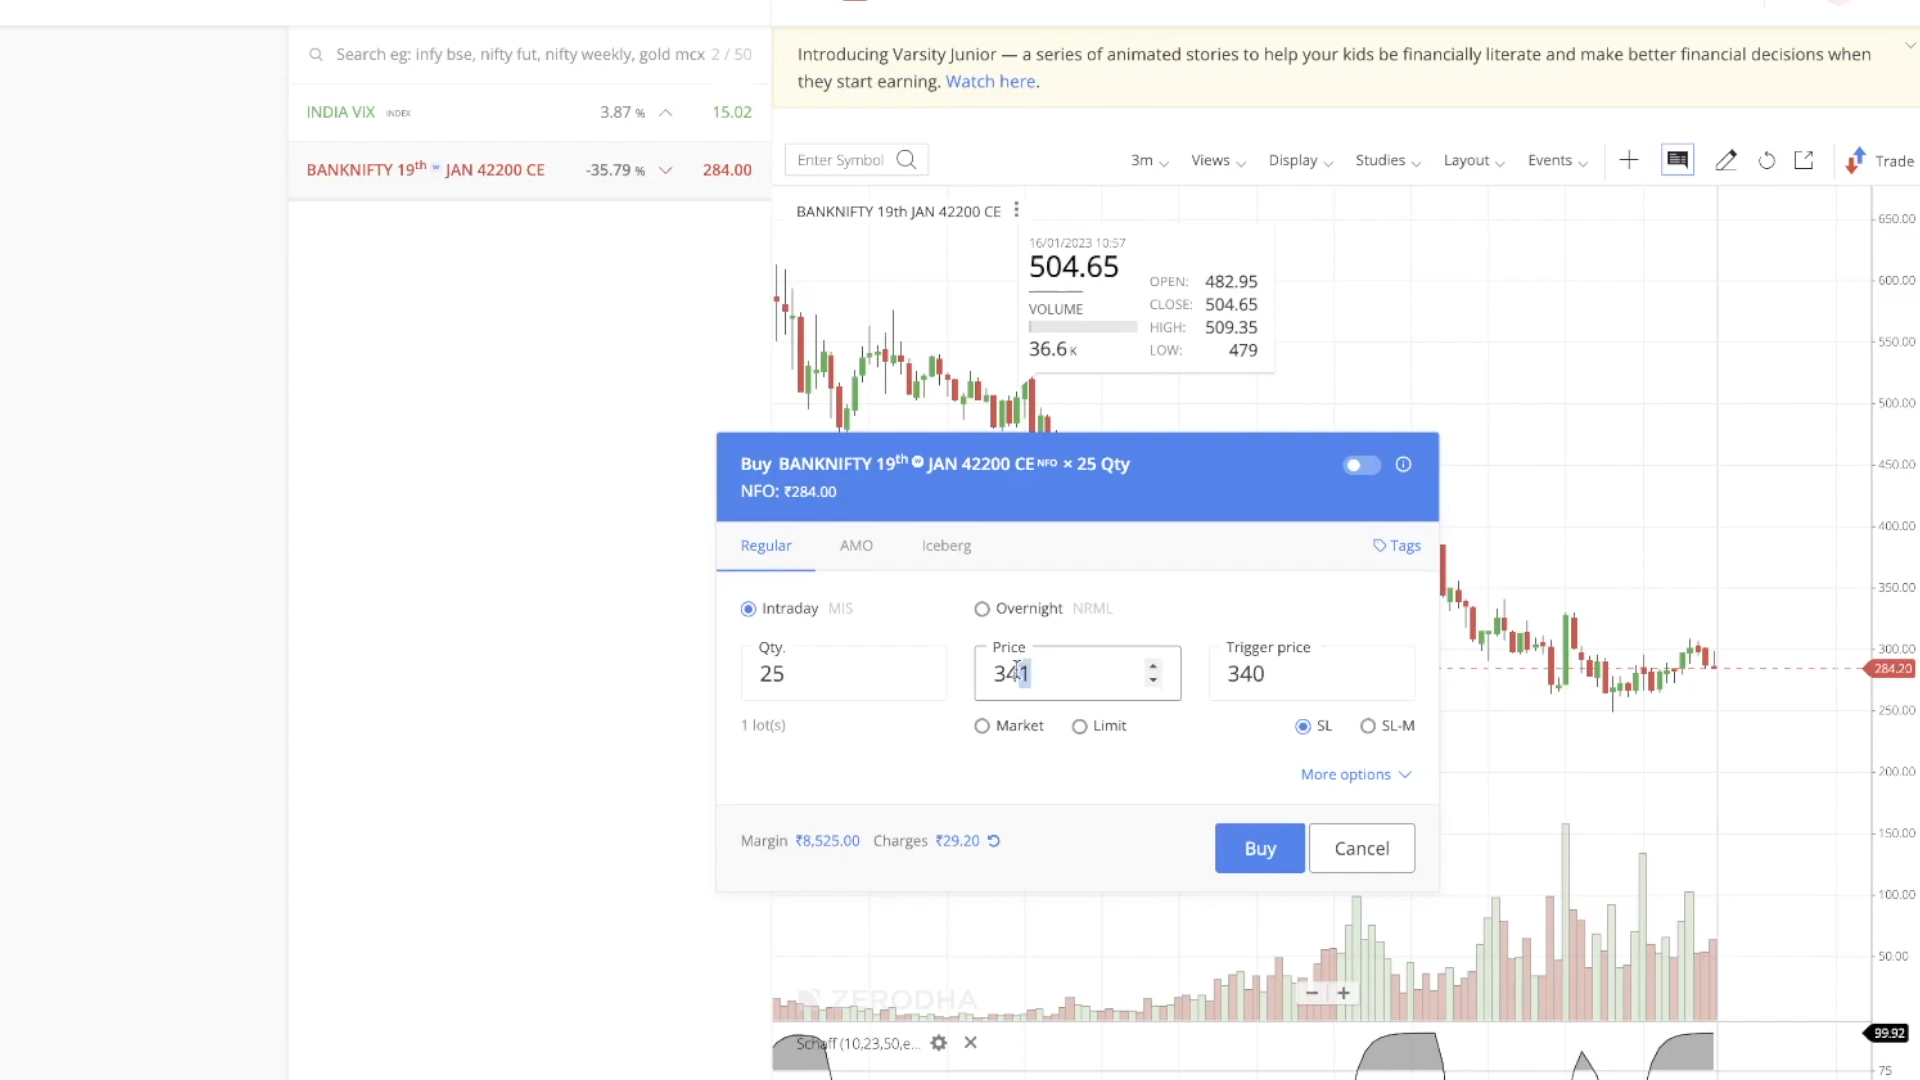 Search eg: infy bse, nifty fut, nifty weekly, gold mcx 2 / 50
INDIA VIX INDEX 3.87 % 15.02
BANKNIFTY 19th w JAN 42200 CE -35.79 % 284.00
Introducing Varsity Junior — a series of animated stories to help your kids be financially literate and make better financial decisions when
they start earning. Watch here.
Enter Symbol 3m Views Display Studies Layout Events Trade
BANKNIFTY 19th JAN 42200 CE
16/01/2023 10:57
504.65
VOLUME
36.6K
OPEN: 482.95
CLOSE: 504.65
HIGH: 509.35
LOW: 479
Buy BANKNIFTY 19th w JAN 42200 CE NFO × 25 Qty
NFO: ₹284.00
Regular AMO Iceberg Tags
Intraday MIS Overnight NRML
Qty. Price Trigger price
25 341 340
1 lot(s) Market Limit SL SL-M
More options
Margin ₹8,525.00 Charges ₹29.20
Buy Cancel
650.00
600.00
550.00
500.00
450.00
400.00
350.00
300.00
284.20
250.00
200.00
150.00
100.00
50.00
ZERODHA
− +
Schaff (10,23,50,e...
99.92
75